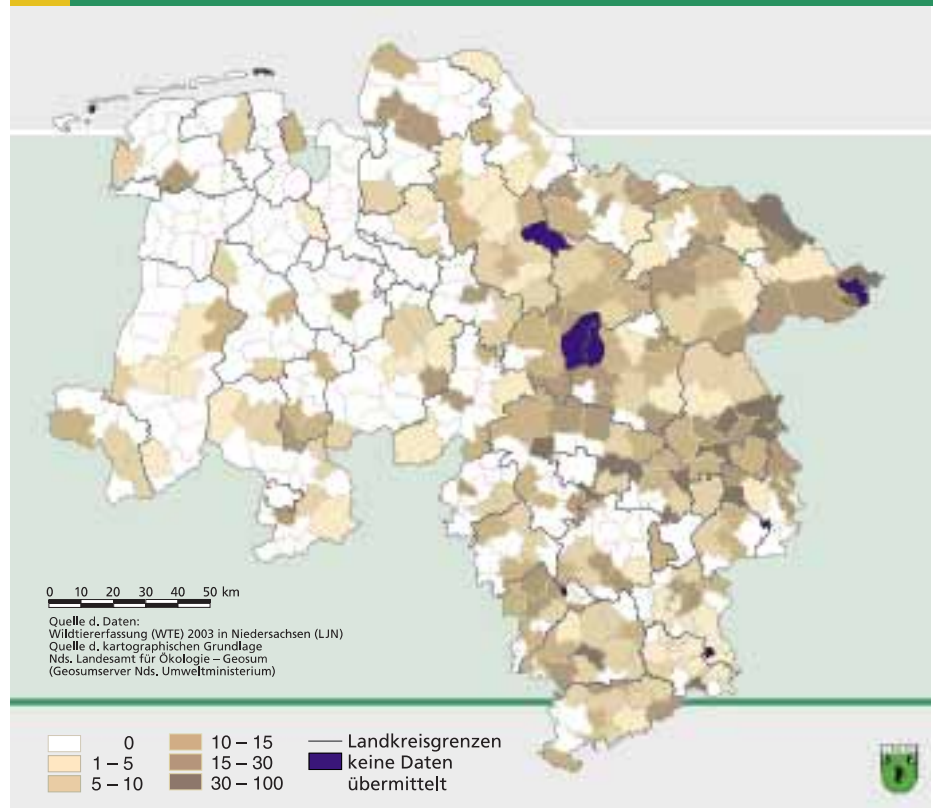 0 10 20 30 40 50 km
Quelle d. Daten:
Wildtiererfassung (WTE) 2003 in Niedersachsen (LJN)
Quelle d. kartographischen Grundlage
Nds. Landesamt für Ökologie – Geosum
(Geosumserver Nds. Umweltministerium)
0
1 – 5
5 – 10
10 – 15
15 – 30
30 – 100
Landkreisgrenzen
keine Daten
übermittelt